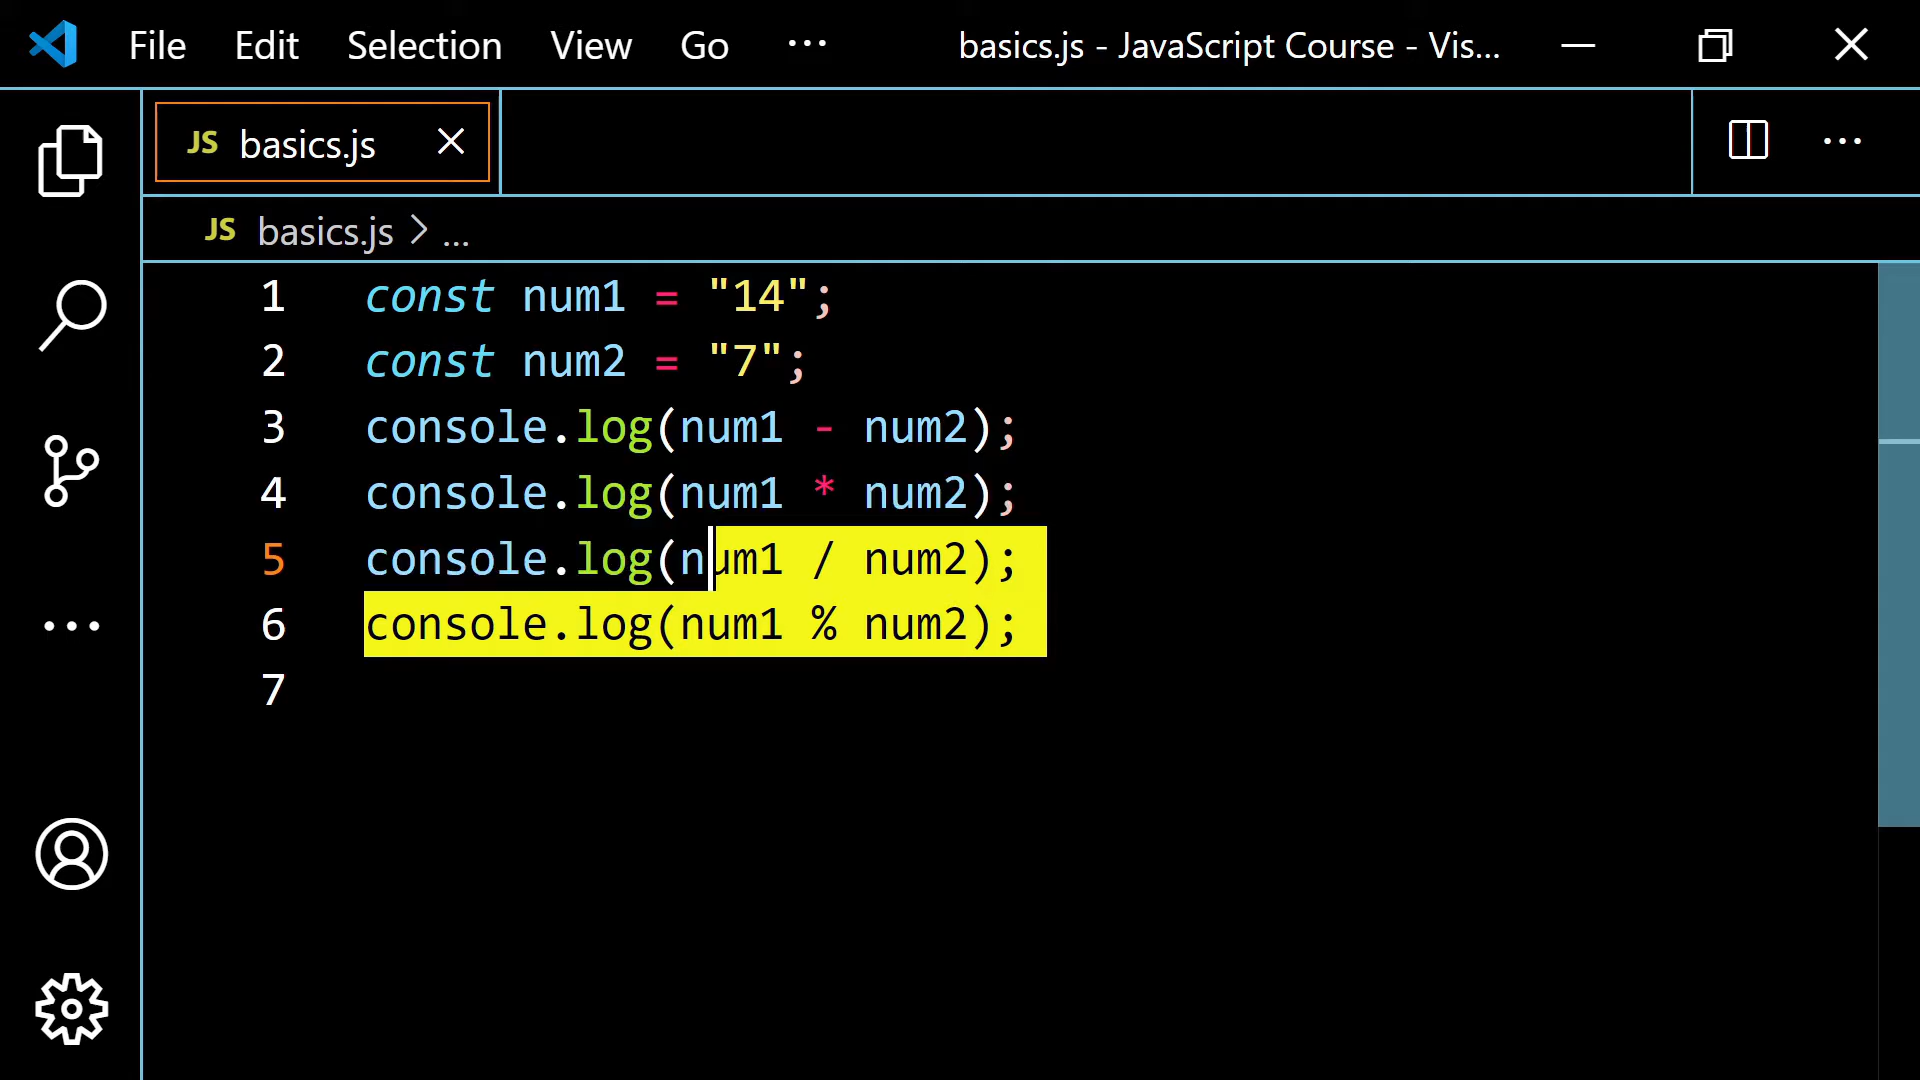 File Edit Selection View Go ··· basics.js - JavaScript Course - Vis...
JS basics.js
JS basics.js > ...
1 const num1 = "14";
2 const num2 = "7";
3 console.log(num1 - num2);
4 console.log(num1 * num2);
5 console.log(num1 / num2);
6 console.log(num1 % num2);
7